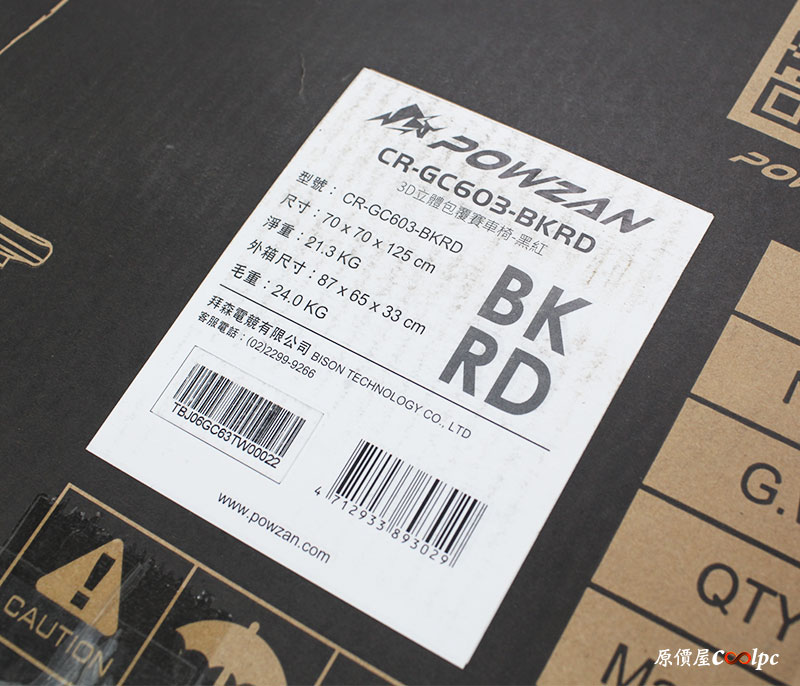 POWZAN
CR-GC603-BKRD
3D立體包覆賽車椅-黑紅
型號：CR-GC603-BKRD
尺寸：70 x 70 x 125 cm
淨重：21.3 KG
外箱尺寸：87 x 65 x 33 cm
毛重：24.0 KG
BK
RD
拜森電競有限公司 BISON TECHNOLOGY CO., LTD
客服電話：(02)2299-9266
TBJ06GC63TW00022
4 712933 893029
www.powzan.com
CAUTION
POW
G.
QTY
原價屋Coolpc